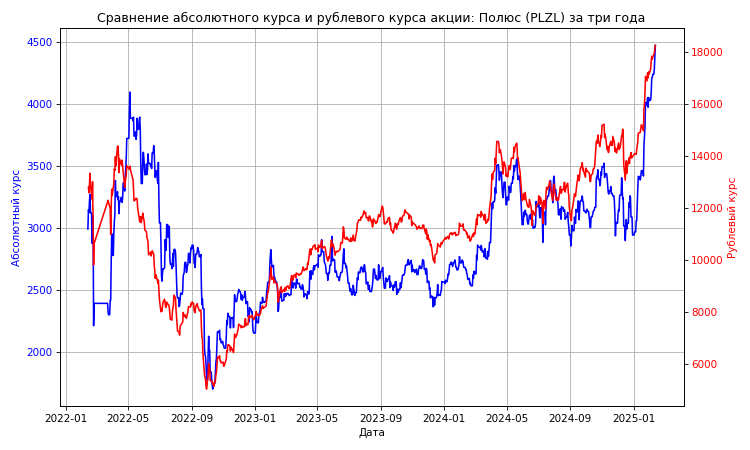 Сравнение абсолютного курса и рублевого курса акции: Полюс (PLZL) за три года
Абсолютный курс
4500
4000
3500
3000
2500
2000
18000
16000
14000
12000
10000
8000
6000
Рублевый курс
2022-01 2022-05 2022-09 2023-01 2023-05 2023-09 2024-01 2024-05 2024-09 2025-01
Дата